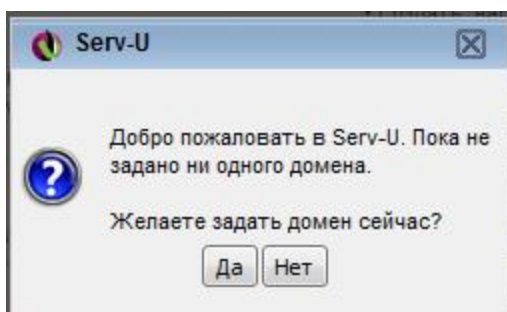 Serv-U
Добро пожаловать в Serv-U. Пока не
задано ни одного домена.
Желаете задать домен сейчас?
Да Нет